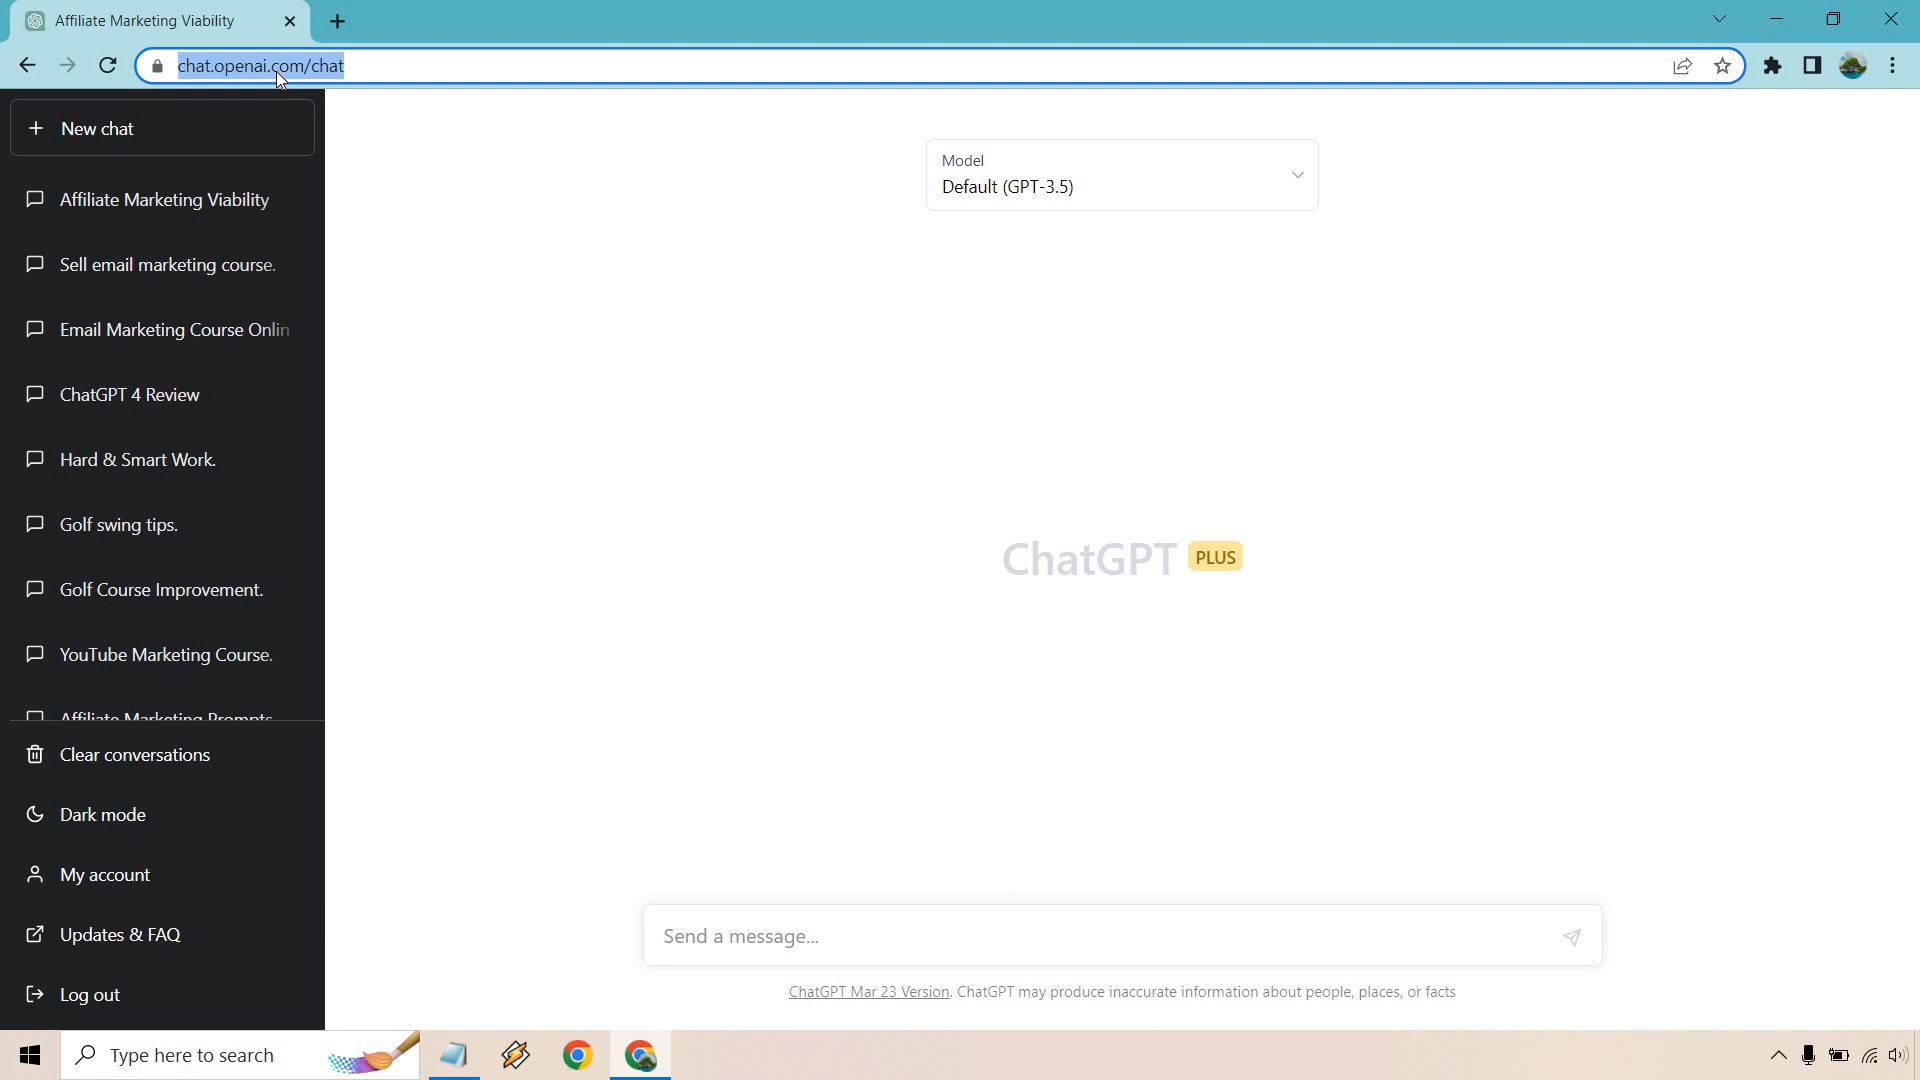 Affiliate Marketing Viability
chat.openai.com/chat
New chat
Affiliate Marketing Viability
Sell email marketing course.
Email Marketing Course Onlin
ChatGPT 4 Review
Hard & Smart Work.
Golf swing tips.
Golf Course Improvement.
YouTube Marketing Course.
Affiliate Marketing Prompts
Clear conversations
Dark mode
My account
Updates & FAQ
Log out
Model
Default (GPT-3.5)
ChatGPT PLUS
Send a message...
ChatGPT Mar 23 Version. ChatGPT may produce inaccurate information about people, places, or facts
Type here to search